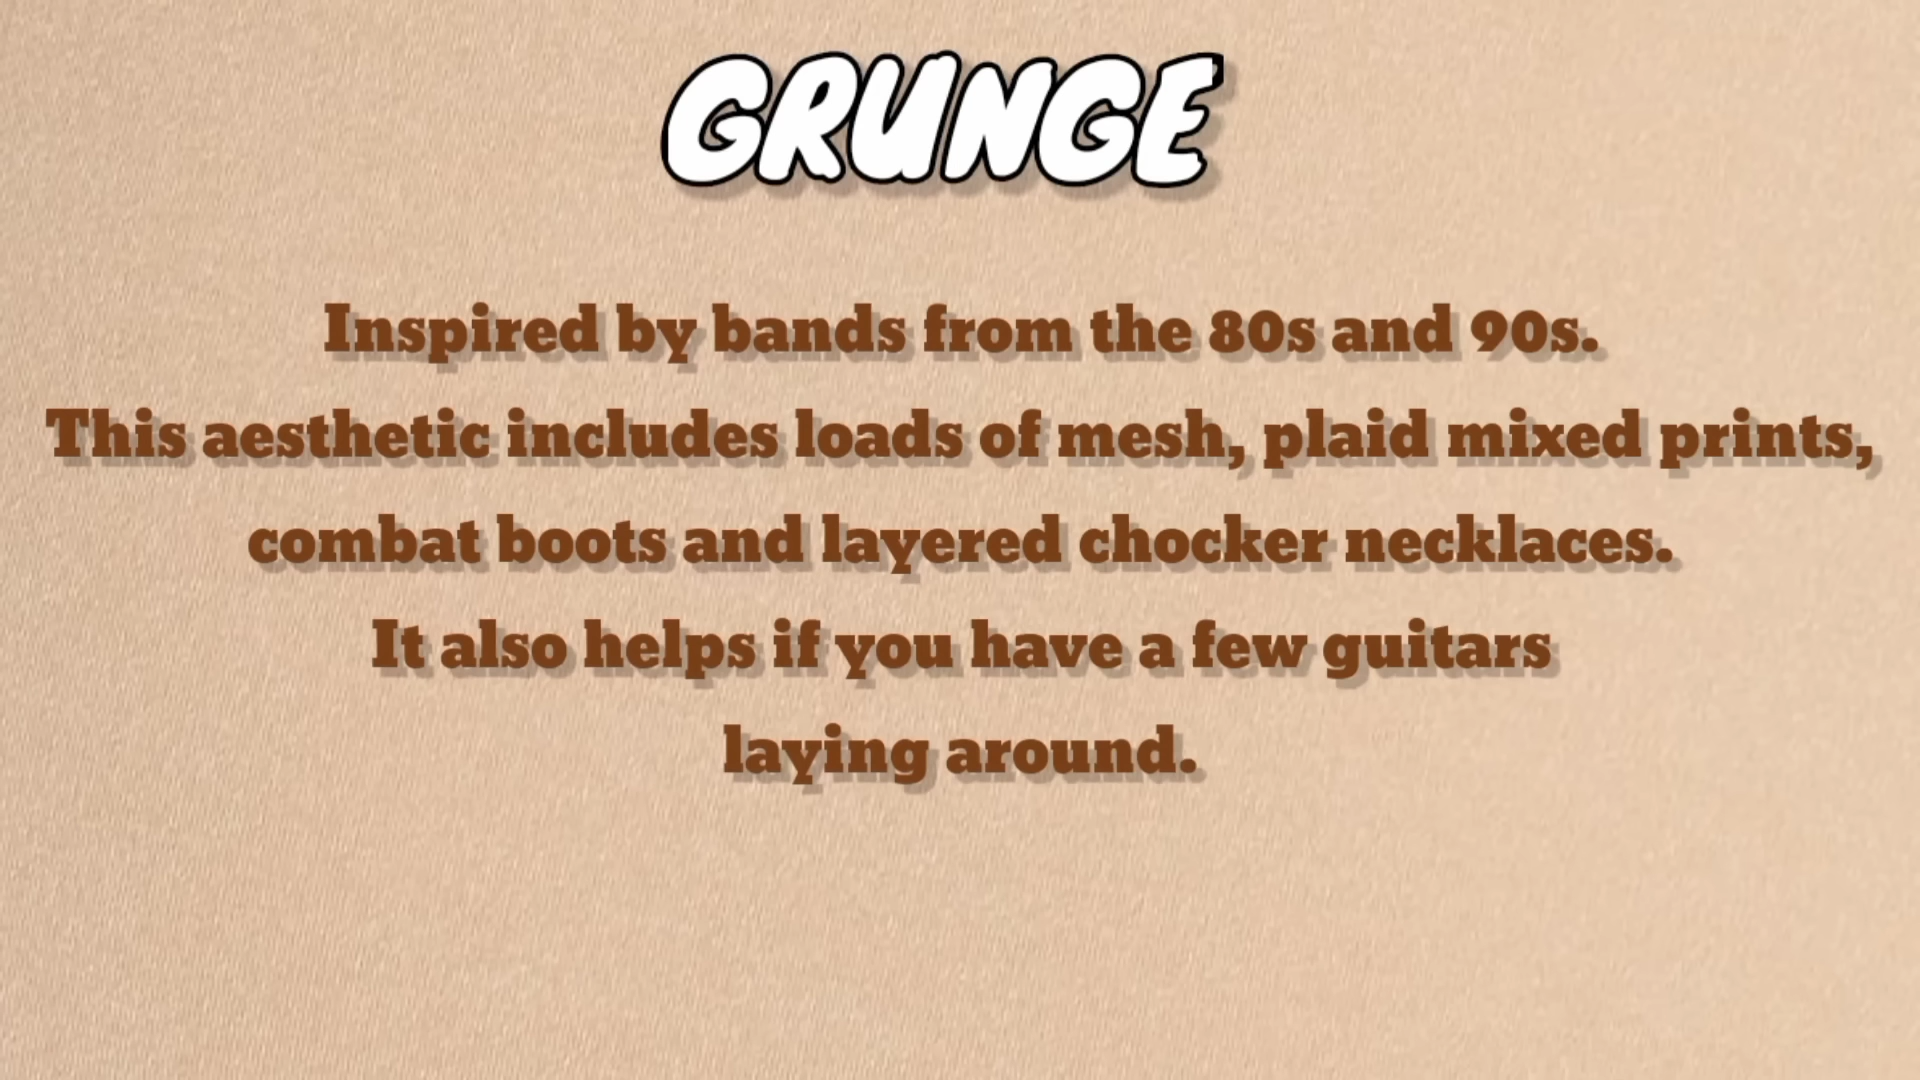 GRUNGE
Inspired by bands from the 80s and 90s.
This aesthetic includes loads of mesh, plaid mixed prints,
combat boots and layered chocker necklaces.
It also helps if you have a few guitars
laying around.